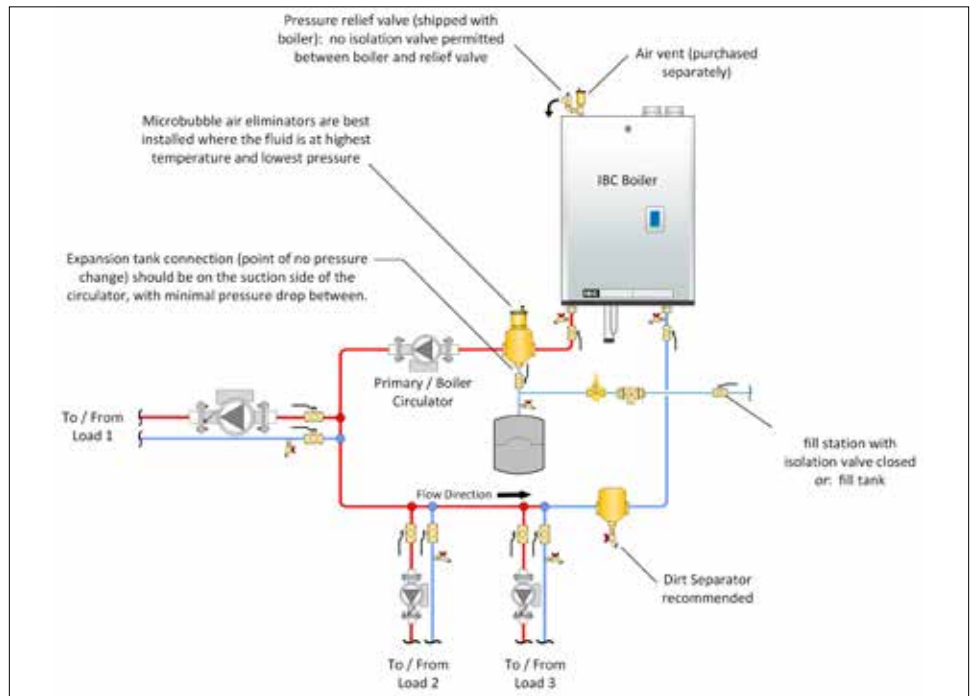 Pressure relief valve (shipped with
boiler): no isolation valve permitted
between boiler and relief valve
Air vent (purchased
separately)
Microbubble air eliminators are best
installed where the fluid is at highest
temperature and lowest pressure
IBC Boiler
Expansion tank connection (point of no pressure
change) should be on the suction side of the
circulator, with minimal pressure drop between.
IBC
Primary / Boiler
Circulator
To / From
Load 1
fill station with
isolation valve closed
or: fill tank
Flow Direction
Dirt Separator
recommended
To / From
Load 2
To / From
Load 3